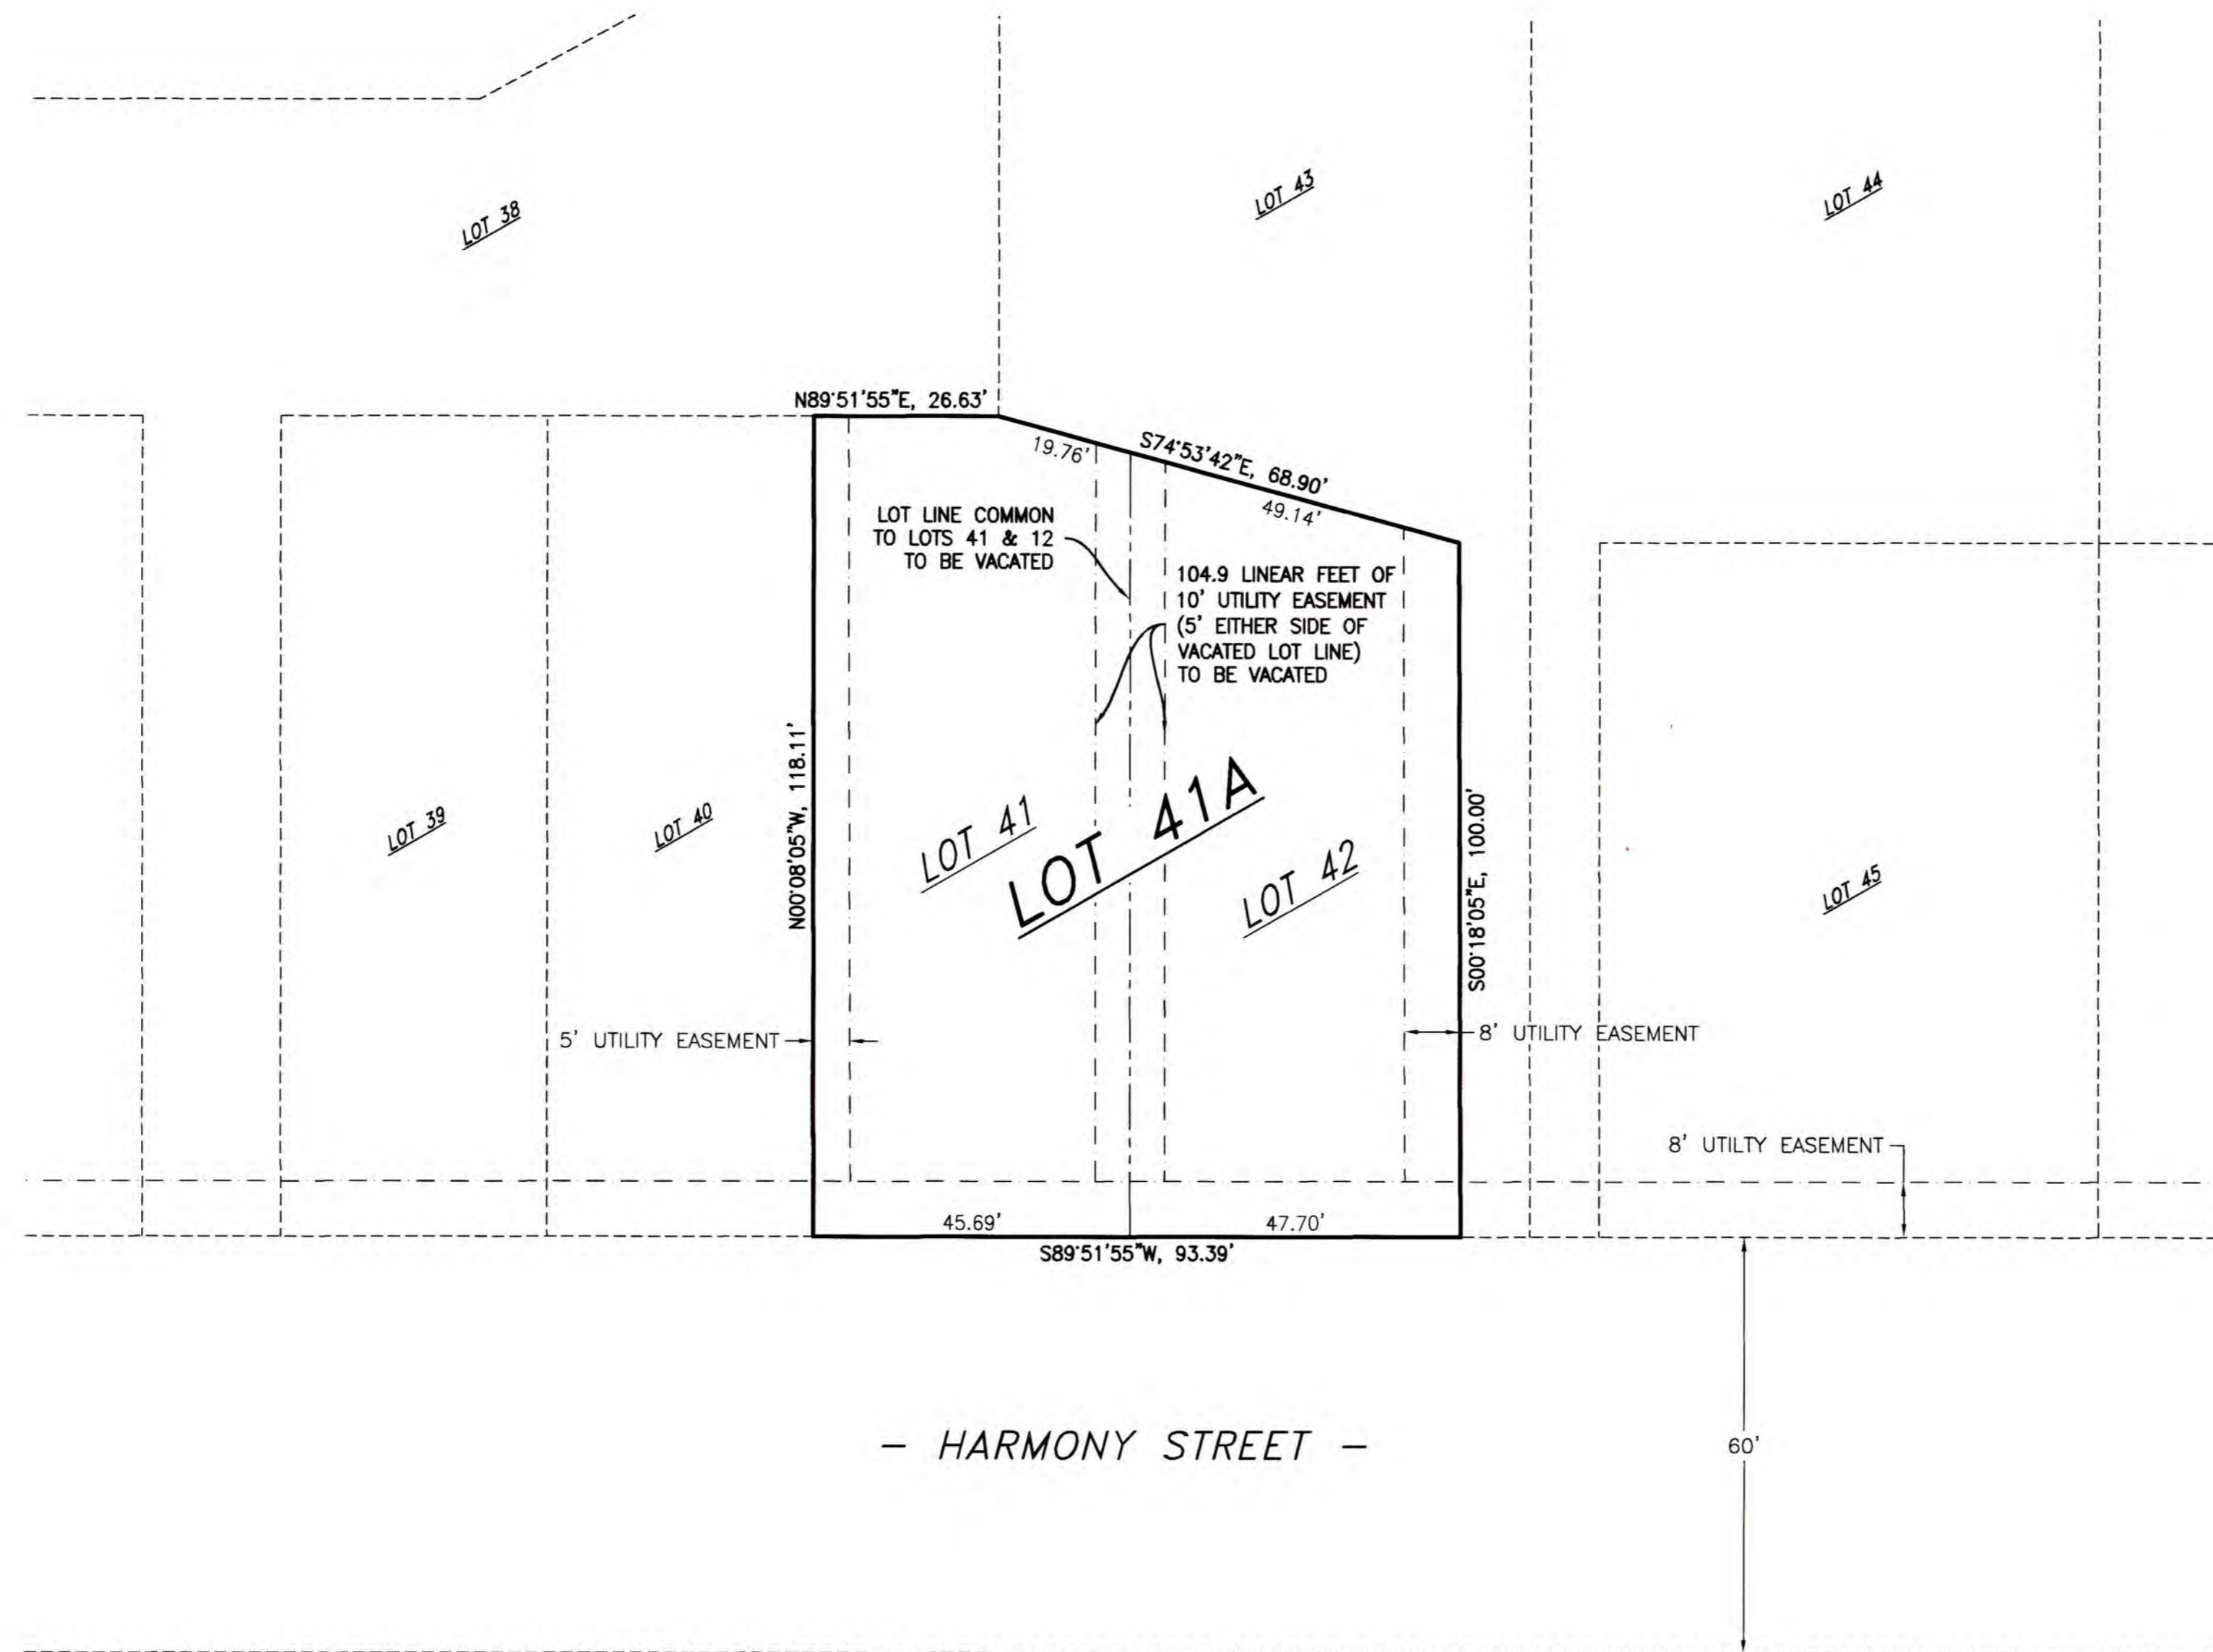 LOT 38
LOT 43
LOT 44
N89°51'55"E, 26.63'
S74°53'42"E, 68.90'
19.76'
49.14'
LOT LINE COMMON
TO LOTS 41 & 12
TO BE VACATED
104.9 LINEAR FEET OF
10' UTILITY EASEMENT
(5' EITHER SIDE OF
VACATED LOT LINE)
TO BE VACATED
N00°08'05"W, 118.11'
S00°18'05"E, 100.00'
LOT 39
LOT 40
LOT 41
LOT 41A
LOT 42
LOT 45
5' UTILITY EASEMENT
8' UTILITY EASEMENT
8' UTILTY EASEMENT
45.69'
47.70'
S89°51'55"W, 93.39'
- HARMONY STREET -
60'